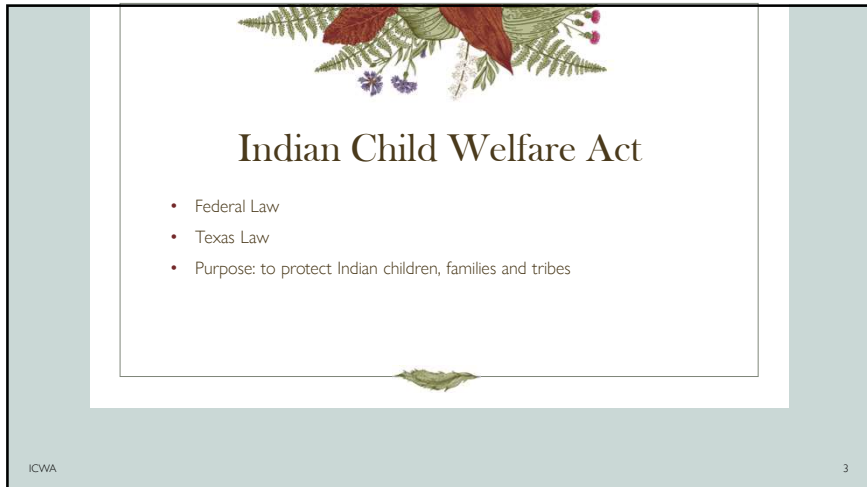 Indian Child Welfare Act
• Federal Law
• Texas Law
• Purpose: to protect Indian children, families and tribes
ICWA
3